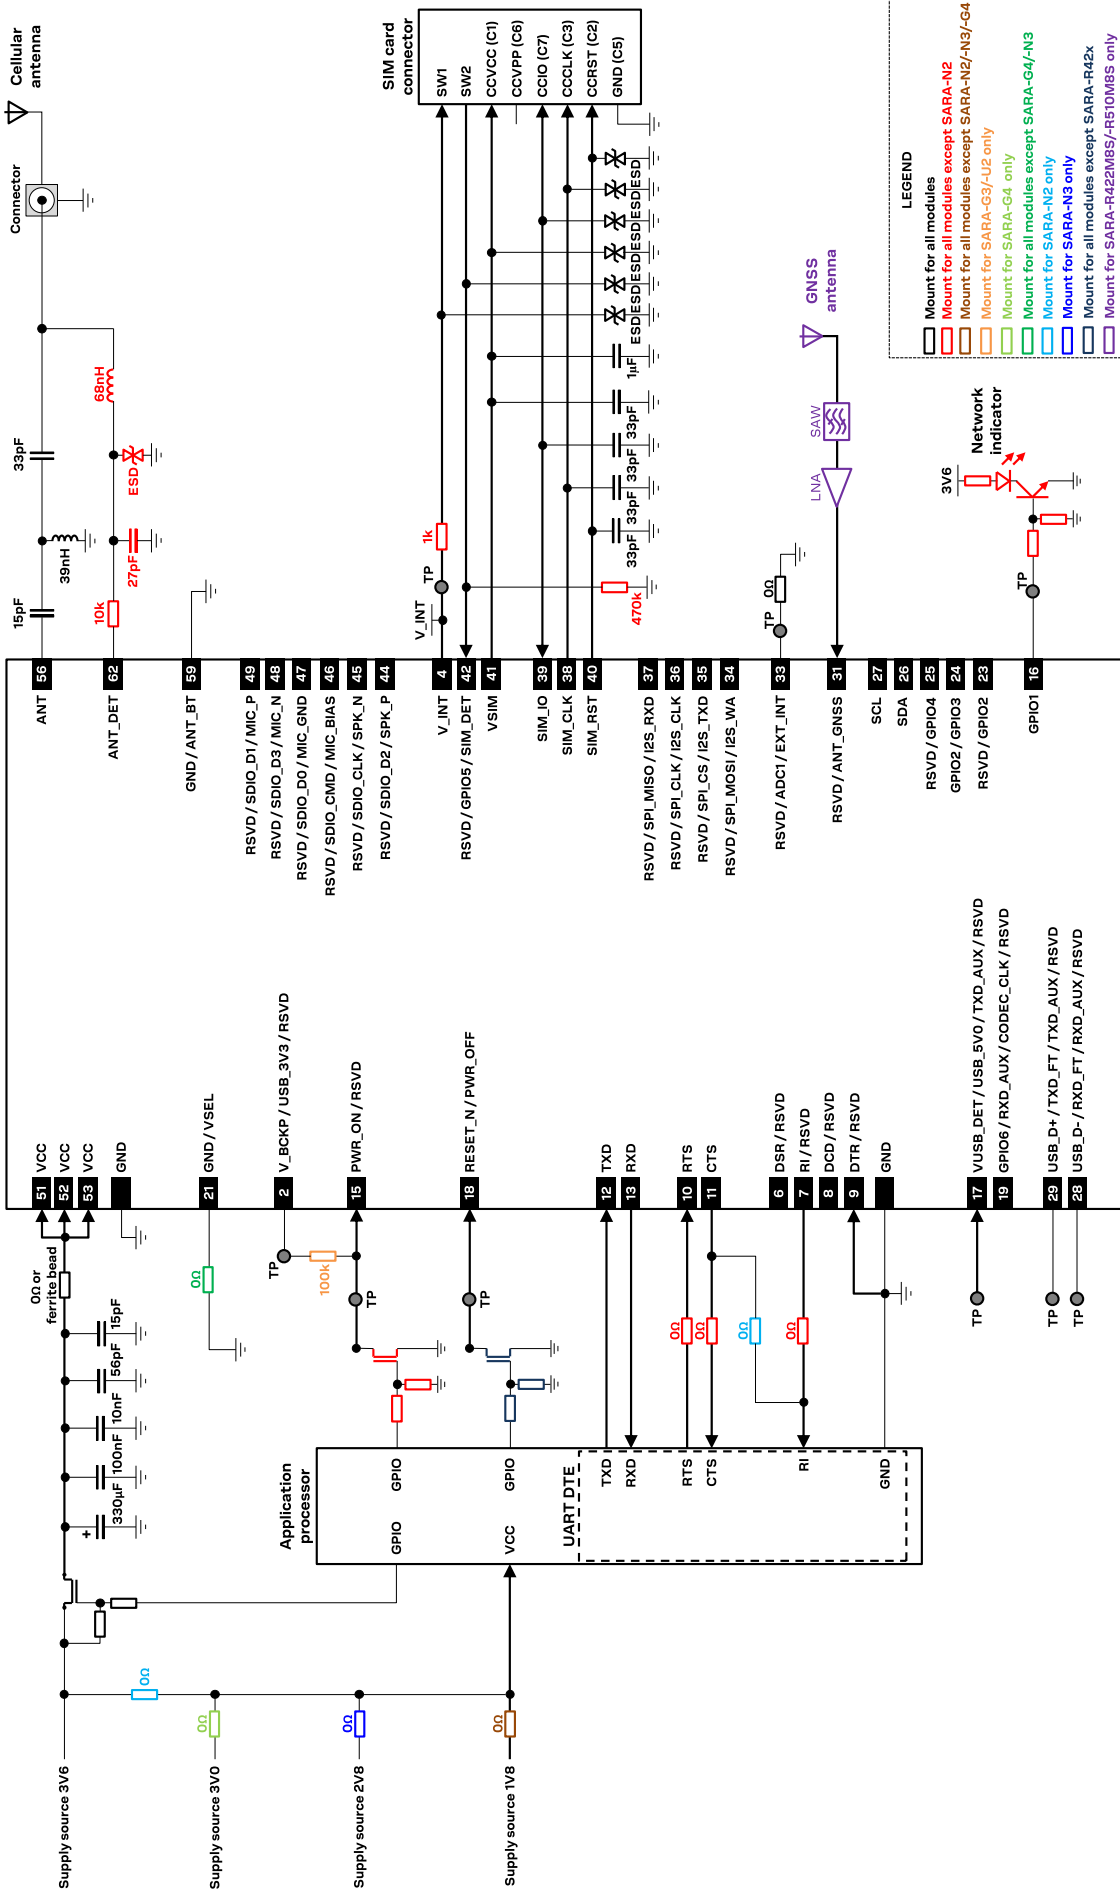 Cellular
antenna
Connector
33pF
68nH
ESD
39nH
27pF
15pF
10k
56
ANT
62
ANT_DET
59
GND / ANT_BT
49
RSVD / SDIO_D1 / MIC_P
48
RSVD / SDIO_D3 / MIC_N
47
RSVD / SDIO_D0 / MIC_GND
46
RSVD / SDIO_CMD / MIC_BIAS
45
RSVD / SDIO_CLK / SPK_N
44
RSVD / SDIO_D2 / SPK_P
SIM card
connector
SW1
SW2
CCVCC (C1)
CCVPP (C6)
CCIO (C7)
CCCLK (C3)
CCRST (C2)
GND (C5)
ESD
ESD
ESD
ESD
ESD
ESD
1µF
33pF
33pF
33pF
33pF
1k
TP
V_INT
470k
4
V_INT
42
RSVD / GPIO5 / SIM_DET
41
VSIM
39
SIM_IO
38
SIM_CLK
40
SIM_RST
37
RSVD / SPI_MISO / I2S_RXD
36
RSVD / SPI_CLK / I2S_CLK
35
RSVD / SPI_CS / I2S_TXD
34
RSVD / SPI_MOSI / I2S_WA
TP
0Ω
33
RSVD / ADC1 / EXT_INT
GNSS
antenna
SAW
LNA
31
RSVD / ANT_GNSS
27
SCL
26
SDA
25
RSVD / GPIO4
24
GPIO2 / GPIO3
23
RSVD / GPIO2
Network
indicator
3V6
TP
16
GPIO1
LEGEND
Mount for all modules
Mount for all modules except SARA-N2
Mount for all modules except SARA-N2/-N3/-G4
Mount for SARA-G3/-U2 only
Mount for SARA-G4 only
Mount for all modules except SARA-G4/-N3
Mount for SARA-N2 only
Mount for SARA-N3 only
Mount for all modules except SARA-R42x
Mount for SARA-R422M8S/-R510M8S only
51
VCC
52
VCC
53
VCC
GND
0Ω or
ferrite bead
15pF
56pF
10nF
100nF
330µF
+
21
GND / VSEL
0Ω
2
V_BCKP / USB_3V3 / RSVD
TP
100k
15
PWR_ON / RSVD
TP
18
RESET_N / PWR_OFF
TP
12
TXD
13
RXD
10
RTS
11
CTS
6
DSR / RSVD
7
RI / RSVD
8
DCD / RSVD
9
DTR / RSVD
GND
0Ω
0Ω
0Ω
0Ω
17
VUSB_DET / USB_5V0 / TXD_AUX / RSVD
19
GPIO6 / RXD_AUX / CODEC_CLK / RSVD
29
USB_D+ / TXD_FT / TXD_AUX / RSVD
28
USB_D- / RXD_FT / RXD_AUX / RSVD
TP
TP
TP
Application
processor
GPIO
GPIO
GPIO
VCC
UART DTE
TXD
RXD
RTS
CTS
RI
GND
0Ω
0Ω
0Ω
0Ω
Supply source 3V6
Supply source 3V0
Supply source 2V8
Supply source 1V8